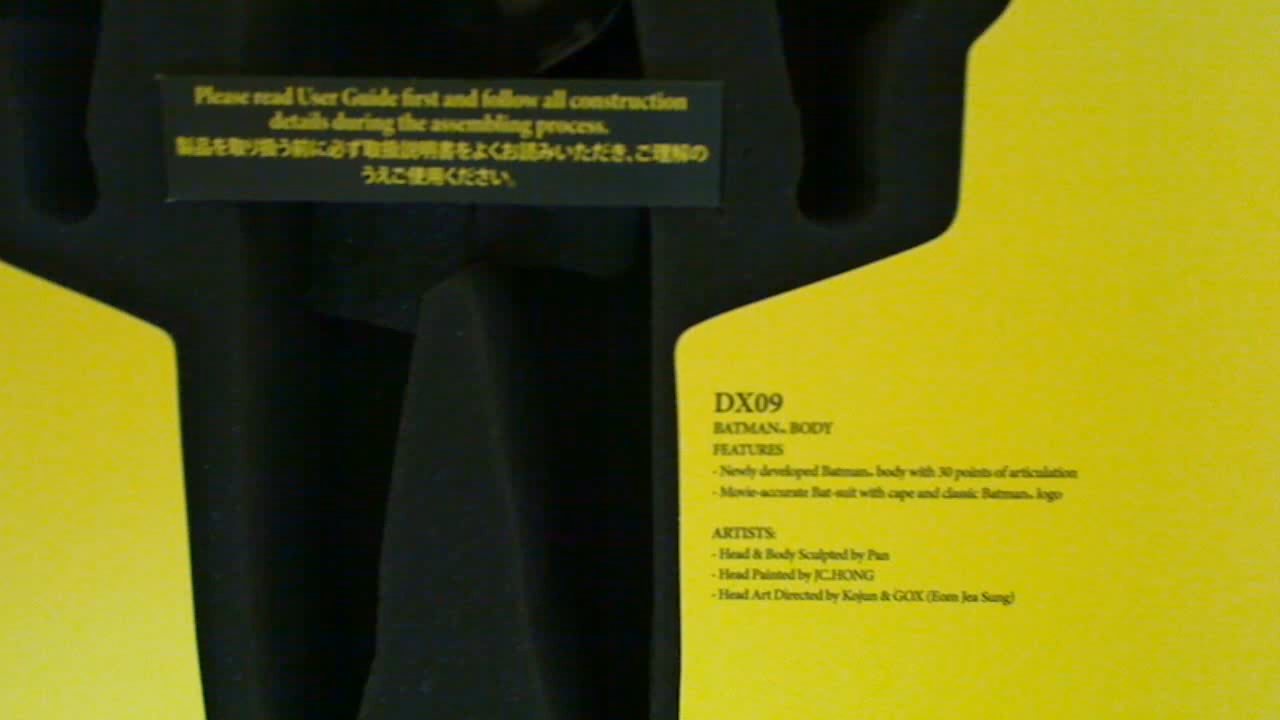 Please read User Guide first and follow all construction
details during the assembling process.
製品を取り扱う前に必ず取扱説明書をよくお読みいただき、ご理解の
うえご使用ください。
DX09
BATMAN™ BODY
FEATURES
- Newly developed Batman™ body with 30 points of articulation
- Movie-accurate Bat-suit with cape and classic Batman™ logo
ARTISTS:
- Head & Body Sculpted by Pan
- Head Painted by JC.HONG
- Head Art Directed by Kojun & GOX (Eom Jea Sung)